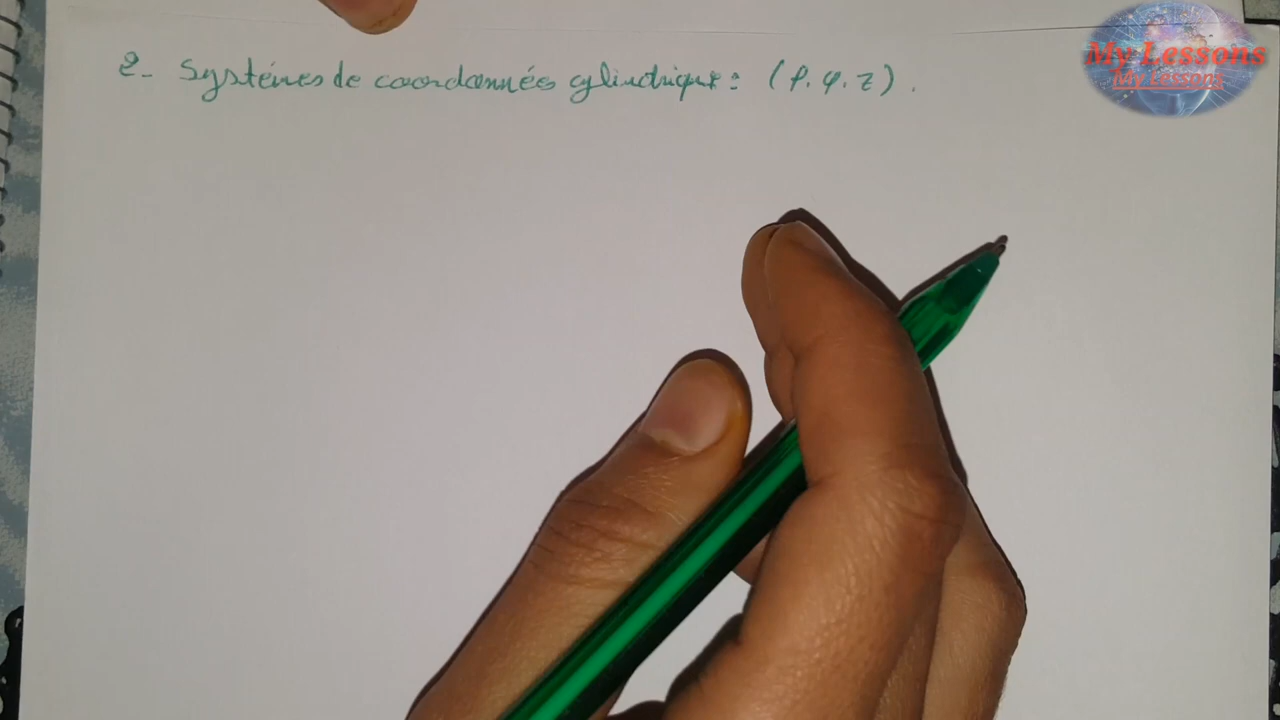 2- Systémes de coordonnées cylindrique : (ρ, φ, z).
My Lessons
My Lessons